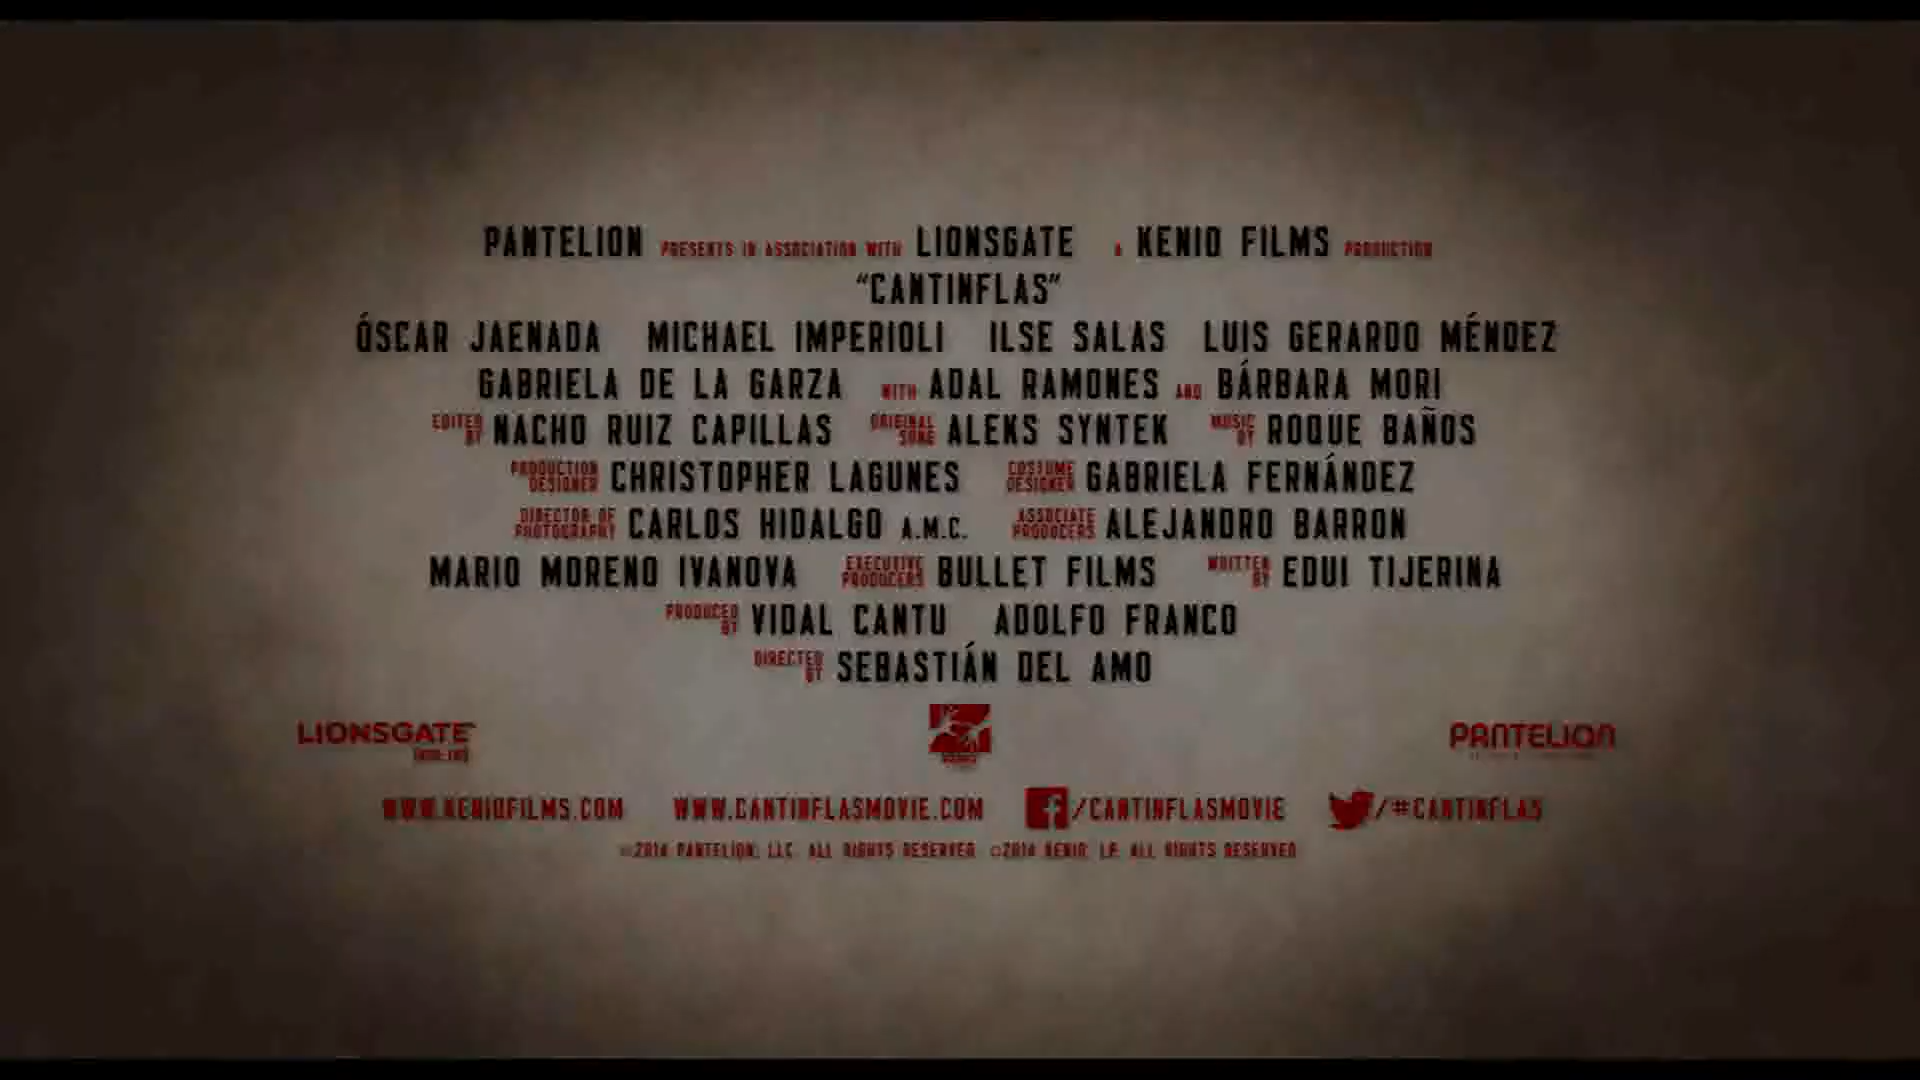 PANTELION PRESENTS IN ASSOCIATION WITH LIONSGATE A KENIO FILMS PRODUCTION
“CANTINFLAS”
ÓSCAR JAENADA MICHAEL IMPERIOLI ILSE SALAS LUIS GERARDO MÉNDEZ
GABRIELA DE LA GARZA WITH ADAL RAMONES AND BÁRBARA MORI
EDITED BY NACHO RUIZ CAPILLAS ORIGINAL SONG ALEKS SYNTEK MUSIC BY ROQUE BAÑOS
PRODUCTION DESIGNER CHRISTOPHER LAGUNES COSTUME DESIGNER GABRIELA FERNÁNDEZ
DIRECTOR OF PHOTOGRAPHY CARLOS HIDALGO A.M.C. ASSOCIATE PRODUCERS ALEJANDRO BARRON
MARIO MORENO IVANOVA EXECUTIVE PRODUCERS BULLET FILMS WRITTEN BY EDUI TIJERINA
PRODUCED BY VIDAL CANTU ADOLFO FRANCO
DIRECTED BY SEBASTIÁN DEL AMO
LIONSGATE PANTELION
WWW.KENIOFILMS.COM WWW.CANTINFLASMOVIE.COM /CANTINFLASMOVIE /#CANTINFLAS
©2014 PANTELION, LLC. ALL RIGHTS RESERVED ©2014 KENIO, LP. ALL RIGHTS RESERVED